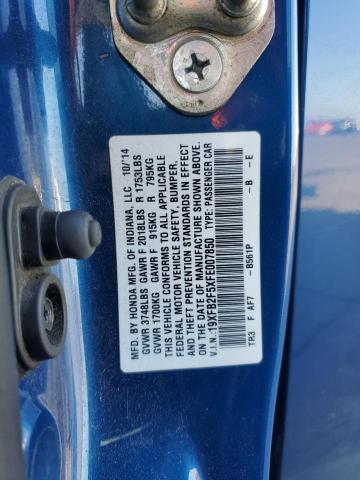 MFD. BY HONDA MFG. OF INDIANA, LLC. 10/14
GVWR 3748LBS GAWR F 2018LBS R 1753LBS
GVWR 1700KG GAWR F 915KG R 795KG
THIS VEHICLE CONFORMS TO ALL APPLICABLE
FEDERAL MOTOR VEHICLE SAFETY, BUMPER,
AND THEFT PREVENTION STANDARDS IN EFFECT
ON THE DATE OF MANUFACTURE SHOWN ABOVE.
V.I.N.:19XFB2F5XFE007850 TYPE: PASSENGER CAR
TR3 F AF7 - B561P - B - E